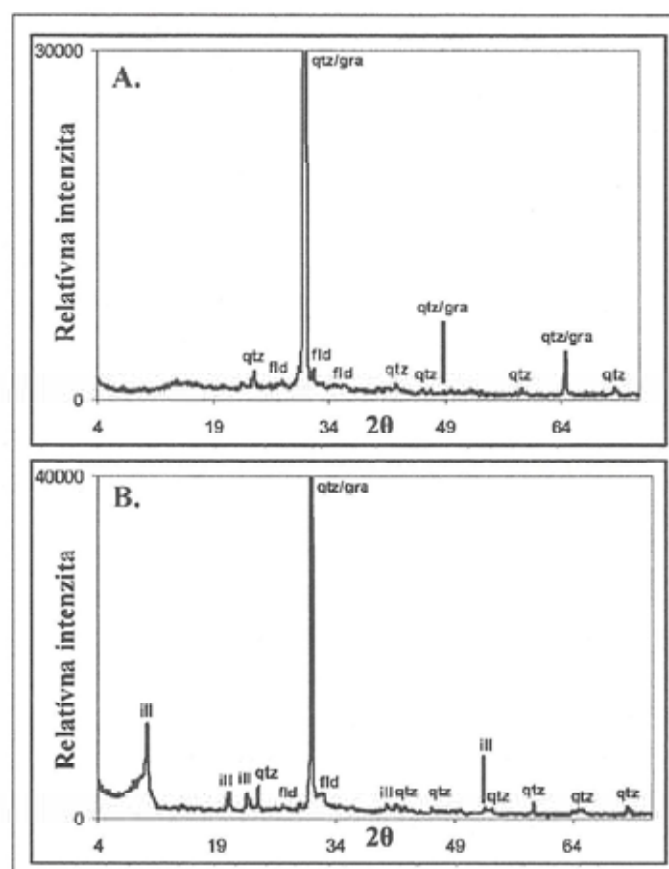 30000
A.
qtz/gra
Relatívna intenzita
qtz/gra
qtz/gra
qtz
fld
fld
fld
qtz
qtz
qtz
qtz
0
4 19 34 2θ 49 64
40000
B.
qtz/gra
Relatívna intenzita
ill
ill
ill ill qtz fld fld ill qtz qtz qtz qtz qtz qtz
0
4 19 34 2θ 49 64